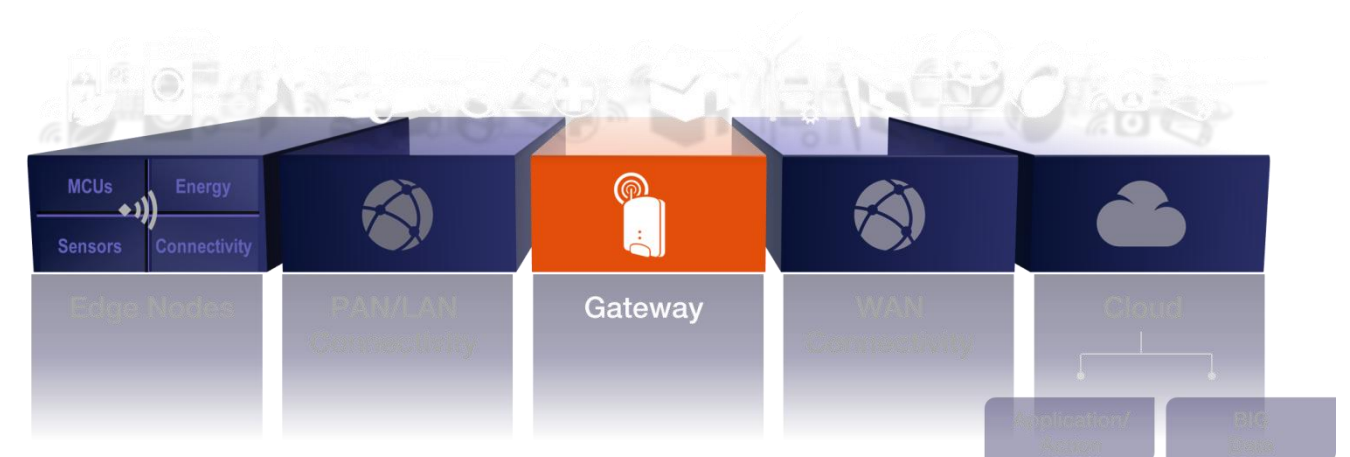 MCUs
Energy
Sensors
Connectivity
Edge Nodes
PAN/LAN
Connectivity
Gateway
WAN
Connectivity
Cloud
Application/
BIG